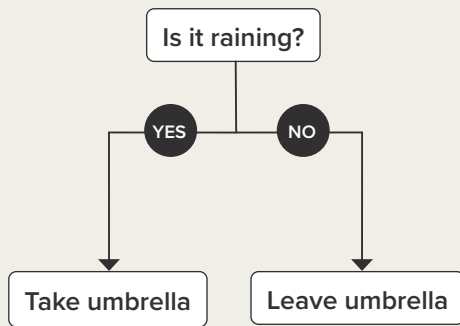 Is it raining?
YES
NO
Take umbrella
Leave umbrella